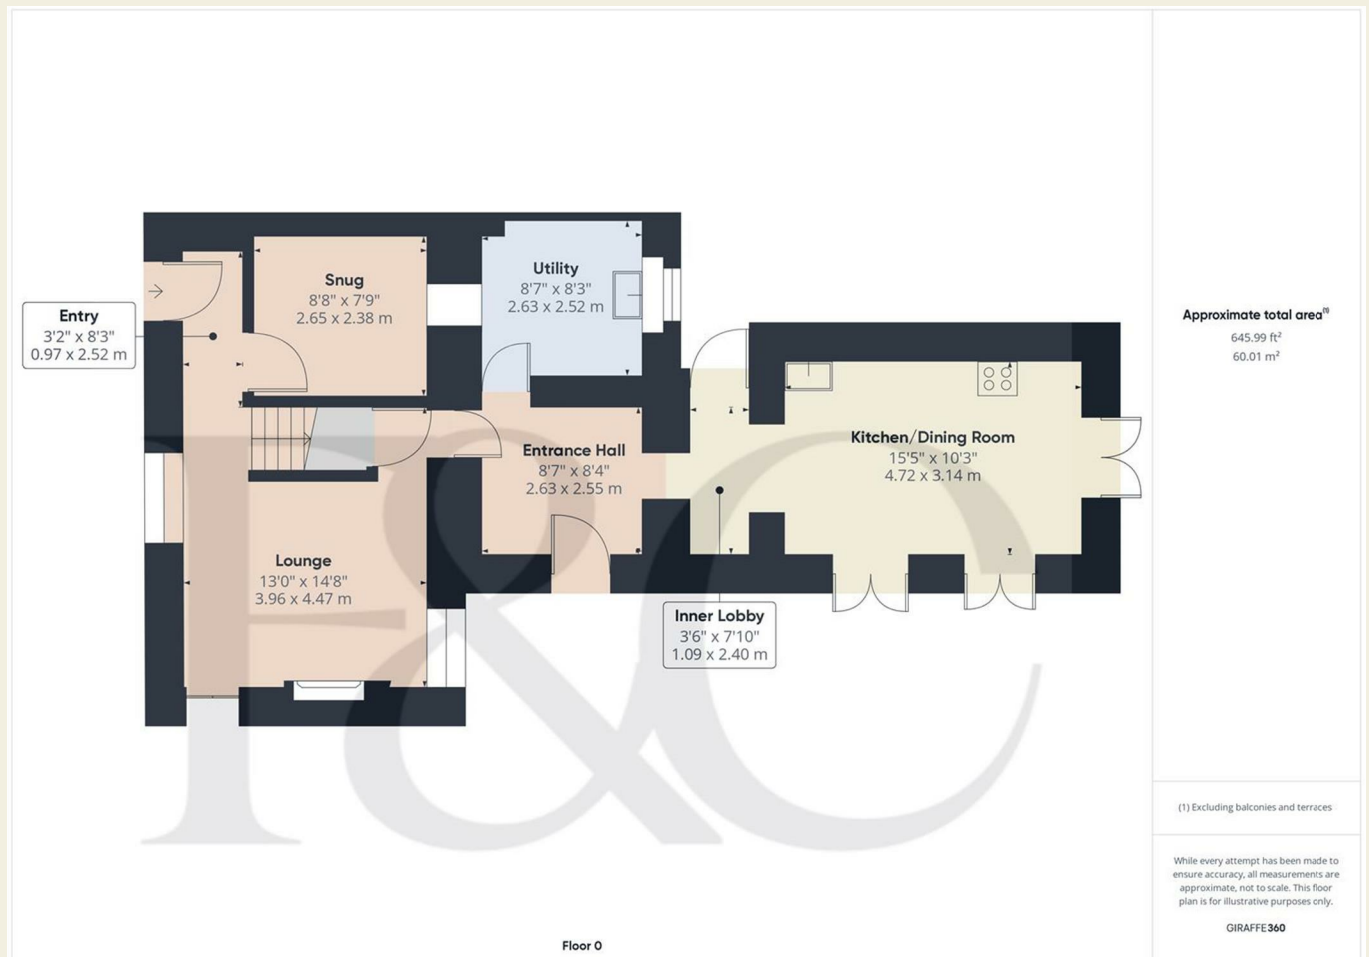 Snug
8'8" x 7'9"
2.65 x 2.38 m
Utility
8'7" x 8'3"
2.63 x 2.52 m
Entry
3'2" x 8'3"
0.97 x 2.52 m
Entrance Hall
8'7" x 8'4"
2.63 x 2.55 m
Kitchen/Dining Room
15'5" x 10'3"
4.72 x 3.14 m
Lounge
13'0" x 14'8"
3.96 x 4.47 m
Inner Lobby
3'6" x 7'10"
1.09 x 2.40 m
F&C
Floor 0
Approximate total area(1)
645.99 ft²
60.01 m²
(1) Excluding balconies and terraces
While every attempt has been made to
ensure accuracy, all measurements are
approximate, not to scale. This floor
plan is for illustrative purposes only.
GIRAFFE360